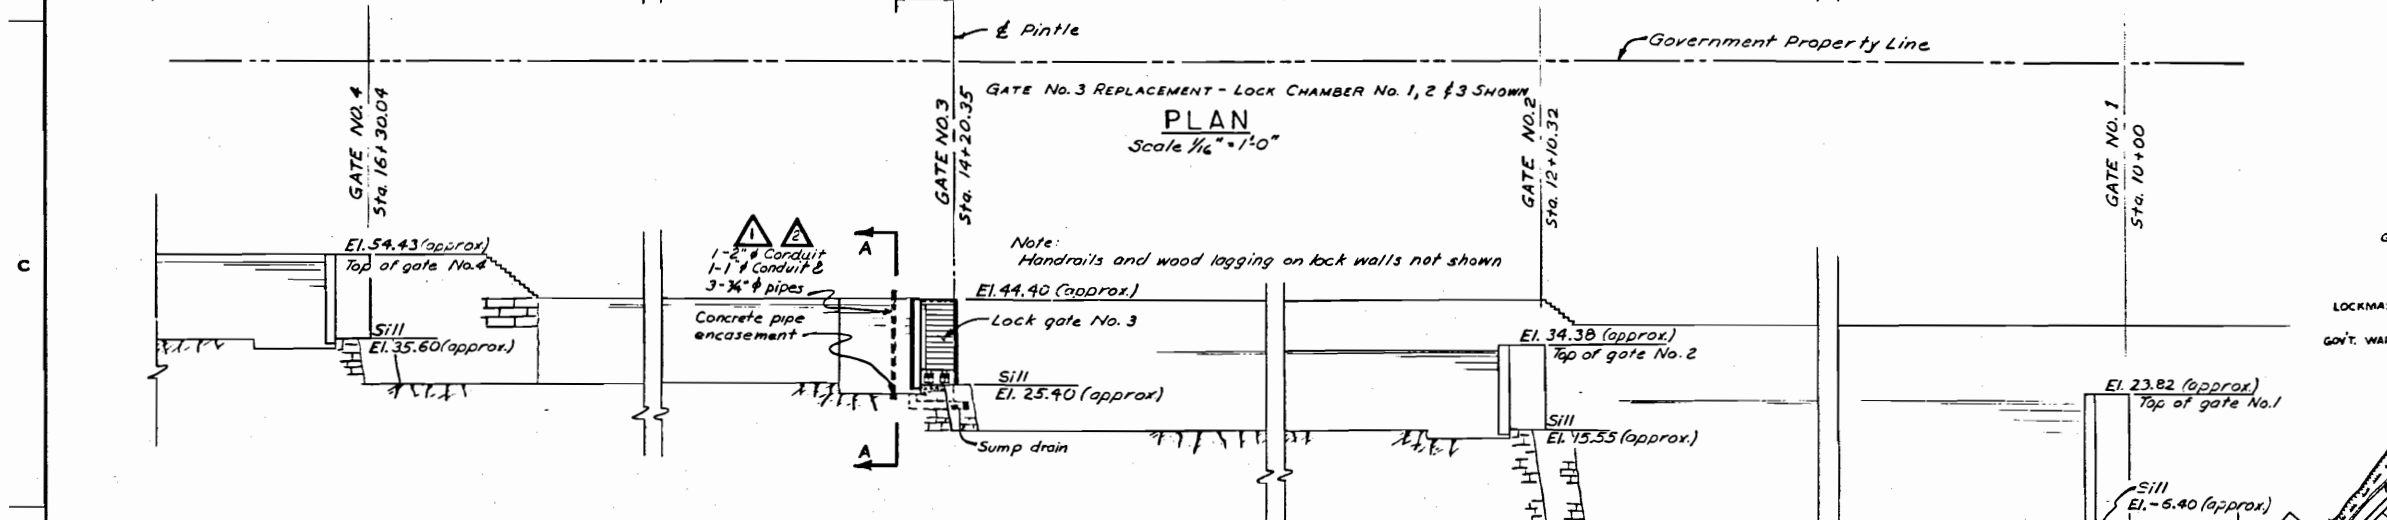 ℄ Pintle
Government Property Line
GATE NO. 4
Sta. 16+30.04
GATE NO. 3
Sta. 14+20.35
GATE No. 3 REPLACEMENT - LOCK CHAMBER No. 1, 2 & 3 SHOWN
PLAN
Scale 1/16" = 1'-0"
GATE NO. 2
Sta. 12+10.32
GATE NO. 1
Sta. 10+00
C
El. 54.43 (approx)
Top of gate No. 4
Sill
El. 35.60 (approx.)
1 2
1-2" ⌀ Conduit
1-1" ⌀ Conduit &
3-¾" ⌀ pipes
Concrete pipe
encasement
A
A
Note:
Handrails and wood lagging on lock walls not shown
El. 44.40 (approx.)
Lock gate No. 3
Sill
El. 25.40 (approx)
Sump drain
El. 34.38 (approx.)
Top of gate No. 2
Sill
El. 15.55 (approx.)
El. 23.82 (approx)
Top of gate No. 1
Sill
El. -6.40 (approx)
LOCKMA
GOV'T. WA